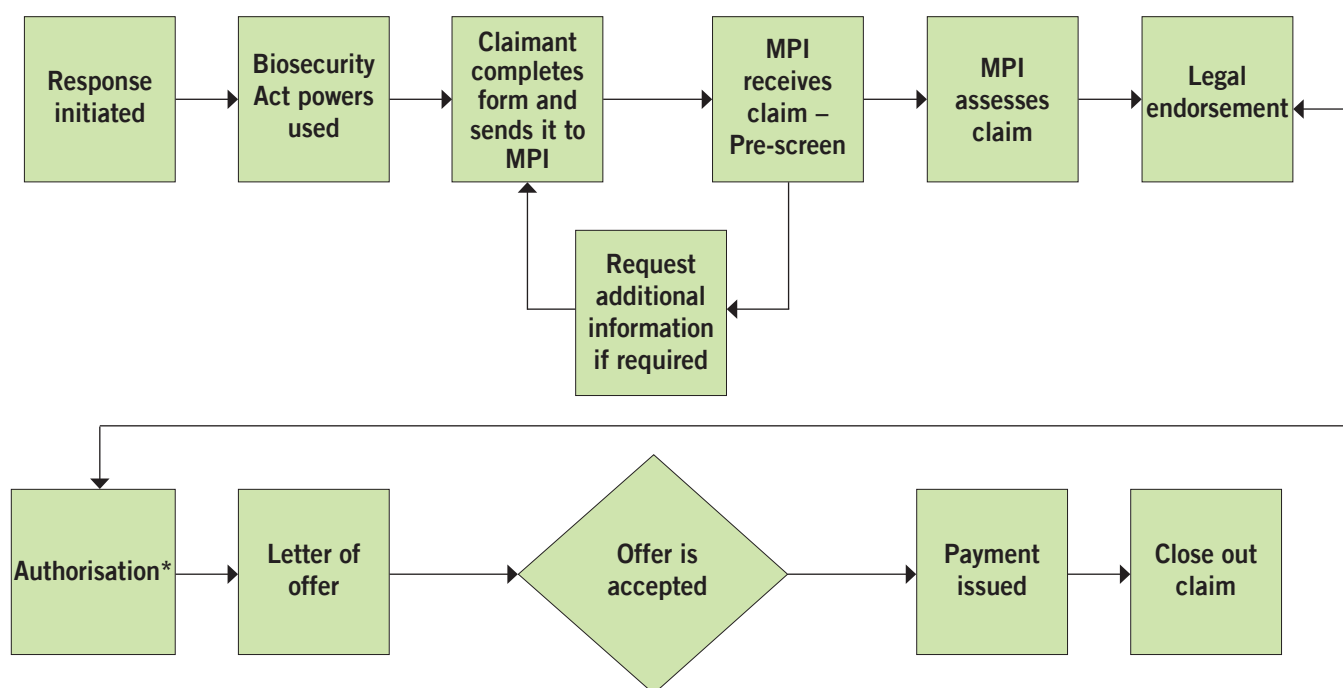 Response
initiated
Biosecurity
Act powers
used
Claimant
completes
form and
sends it to
MPI
MPI
receives
claim –
Pre-screen
MPI
assesses
claim
Legal
endorsement
Request
additional
information
if required
Authorisation*
Letter of
offer
Offer is
accepted
Payment
issued
Close out
claim